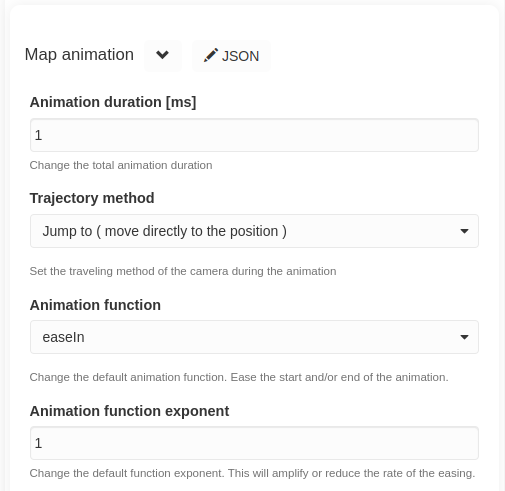 Map animation
JSON
Animation duration [ms]
1
Change the total animation duration
Trajectory method
Jump to ( move directly to the position )
Set the traveling method of the camera during the animation
Animation function
easeIn
Change the default animation function. Ease the start and/or end of the animation.
Animation function exponent
1
Change the default function exponent. This will amplify or reduce the rate of the easing.